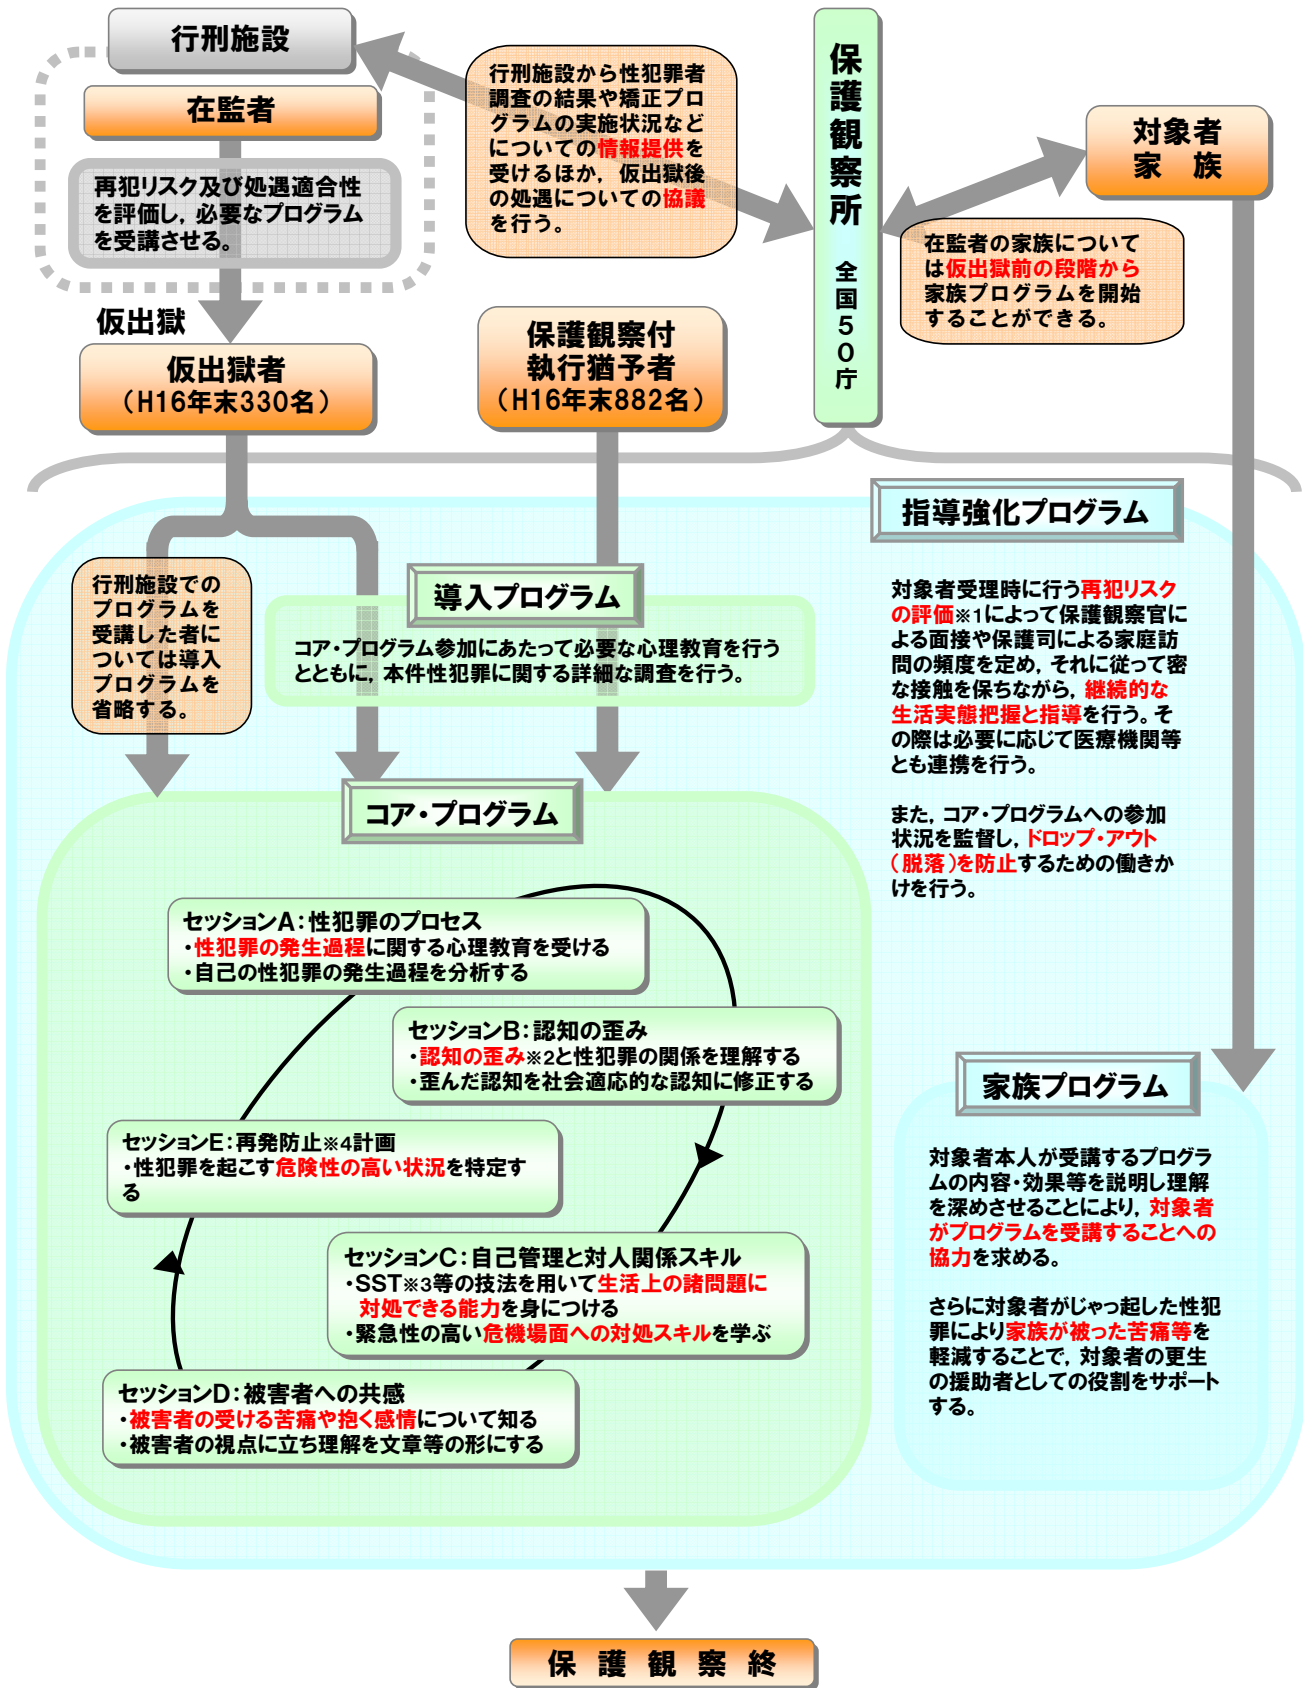 行刑施設
在監者
再犯リスク及び処遇適合性
を評価し，必要なプログラム
を受講させる。
仮出獄
仮出獄者
（H16年末330名）
行刑施設から性犯罪者
調査の結果や矯正プロ
グラムの実施状況など
についての情報提供を
受けるほか，仮出獄後
の処遇についての協議
を行う。
保護観察付
執行猶予者
（H16年末882名）
保護観察所　全国５０庁
対象者
家　族
在監者の家族について
は仮出獄前の段階から
家族プログラムを開始
することができる。
行刑施設での
プログラムを
受講した者に
ついては導入
プログラムを
省略する。
導入プログラム
コア・プログラム参加にあたって必要な心理教育を行う
とともに，本件性犯罪に関する詳細な調査を行う。
指導強化プログラム
対象者受理時に行う再犯リスク
の評価※1によって保護観察官に
よる面接や保護司による家庭訪
問の頻度を定め，それに従って密
な接触を保ちながら，継続的な
生活実態把握と指導を行う。そ
の際は必要に応じて医療機関等
とも連携を行う。
また，コア・プログラムへの参加
状況を監督し，ドロップ・アウト
（脱落）を防止するための働きか
けを行う。
コア・プログラム
セッションA：性犯罪のプロセス
・性犯罪の発生過程に関する心理教育を受ける
・自己の性犯罪の発生過程を分析する
セッションB：認知の歪み
・認知の歪み※2と性犯罪の関係を理解する
・歪んだ認知を社会適応的な認知に修正する
セッションE：再発防止※4計画
・性犯罪を起こす危険性の高い状況を特定す
る
セッションC：自己管理と対人関係スキル
・SST※3等の技法を用いて生活上の諸問題に
対処できる能力を身につける
・緊急性の高い危機場面への対処スキルを学ぶ
セッションD：被害者への共感
・被害者の受ける苦痛や抱く感情について知る
・被害者の視点に立ち理解を文章等の形にする
家族プログラム
対象者本人が受講するプログラ
ムの内容・効果等を説明し理解
を深めさせることにより，対象者
がプログラムを受講することへの
協力を求める。
さらに対象者がじゃっ起した性犯
罪により家族が被った苦痛等を
軽減することで，対象者の更生
の援助者としての役割をサポート
する。
保 護 観 察 終